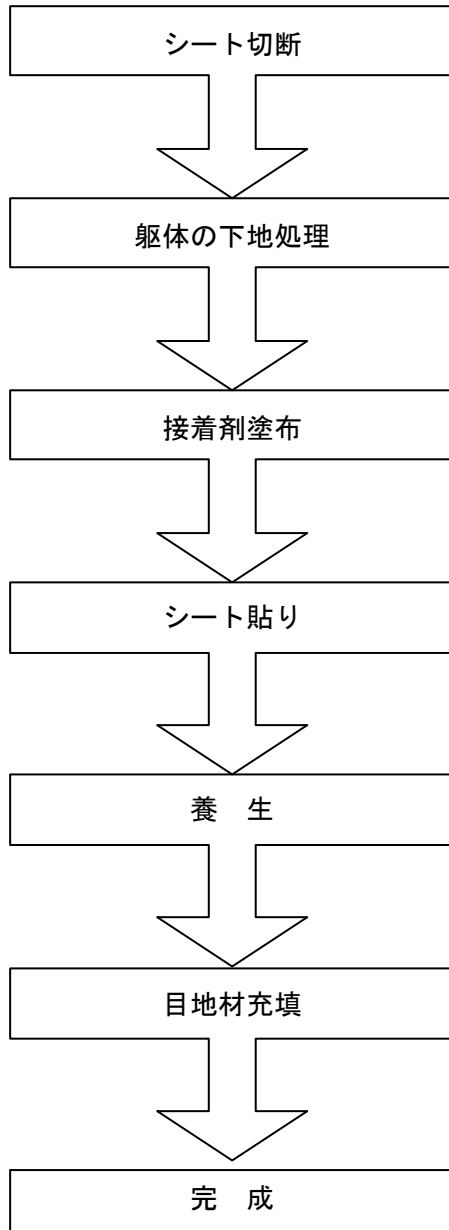 シート切断
躯体の下地処理
接着剤塗布
シート貼り
養　生
目地材充填
完　成